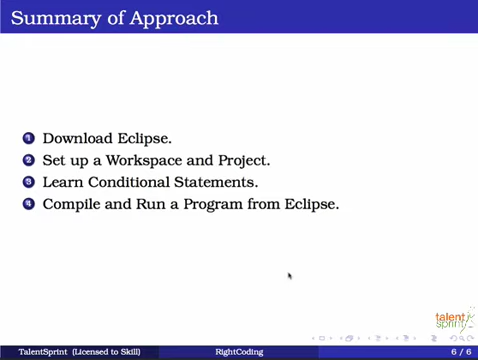 Summary of Approach
1 Download Eclipse.
2 Set up a Workspace and Project.
3 Learn Conditional Statements.
4 Compile and Run a Program from Eclipse.
talent
sprint
TalentSprint (Licensed to Skill) RightCoding 6 / 6